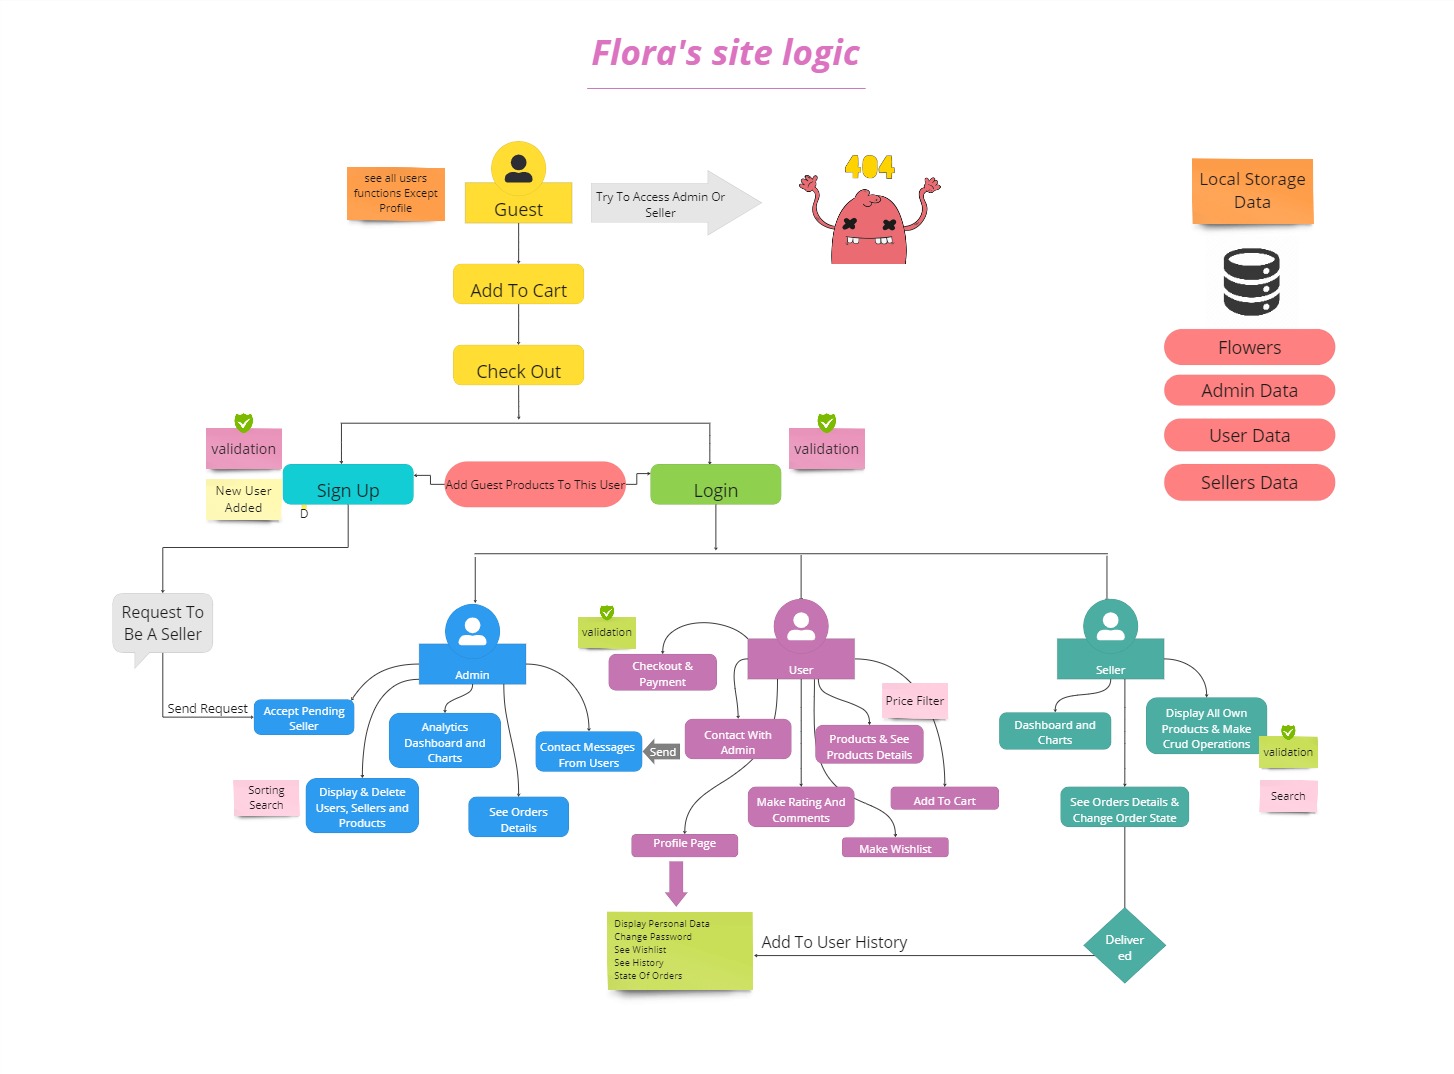 Flora's site logic
see all users
functions Except
Profile
Guest
Try To Access Admin Or
Seller
404
Local Storage
Data
Add To Cart
Check Out
Flowers
Admin Data
User Data
Sellers Data
validation
validation
New User
Added
D
Sign Up
Add Guest Products To This User
Login
Request To
Be A Seller
Send Request
Admin
validation
User
Seller
Accept Pending
Seller
Analytics
Dashboard and
Charts
Contact Messages
From Users
Send
Sorting
Search
Display & Delete
Users, Sellers and
Products
See Orders
Details
Checkout &
Payment
Price Filter
Contact With
Admin
Products & See
Products Details
Make Rating And
Comments
Add To Cart
Profile Page
Make Wishlist
Dashboard and
Charts
Display All Own
Products & Make
Crud Operations
validation
Search
See Orders Details &
Change Order State
Display Personal Data
Change Password
See Wishlist
See History
State Of Orders
Add To User History
Deliver
ed